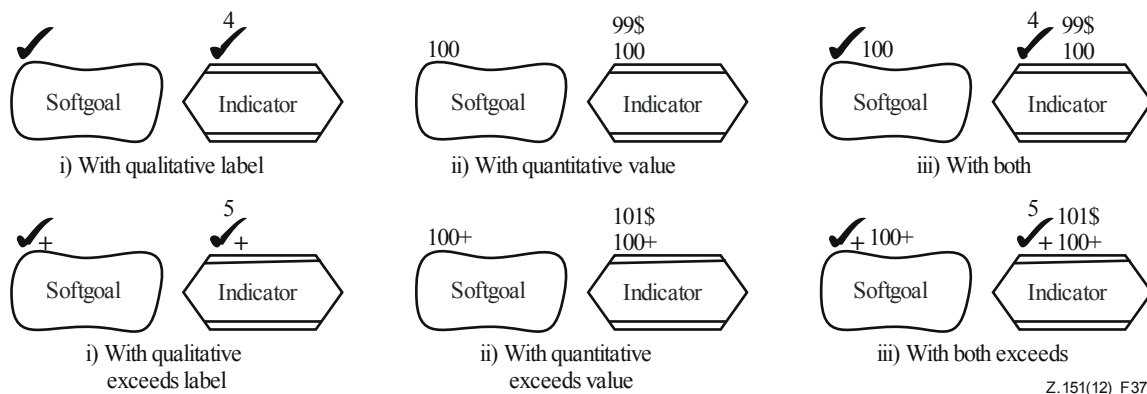 ✓ 4 ✓ 99$ ✓ 4 ✓ 99$
100 100 100 100
Softgoal Indicator Softgoal Indicator Softgoal Indicator
i) With qualitative label ii) With quantitative value iii) With both
✓+ 5 ✓+ 101$ ✓+ 5 ✓+ 101$
100+ 100+ 100+ 100+
Softgoal Indicator Softgoal Indicator Softgoal Indicator
i) With qualitative ii) With quantitative iii) With both exceeds
exceeds label exceeds value
Z.151(12)_F37